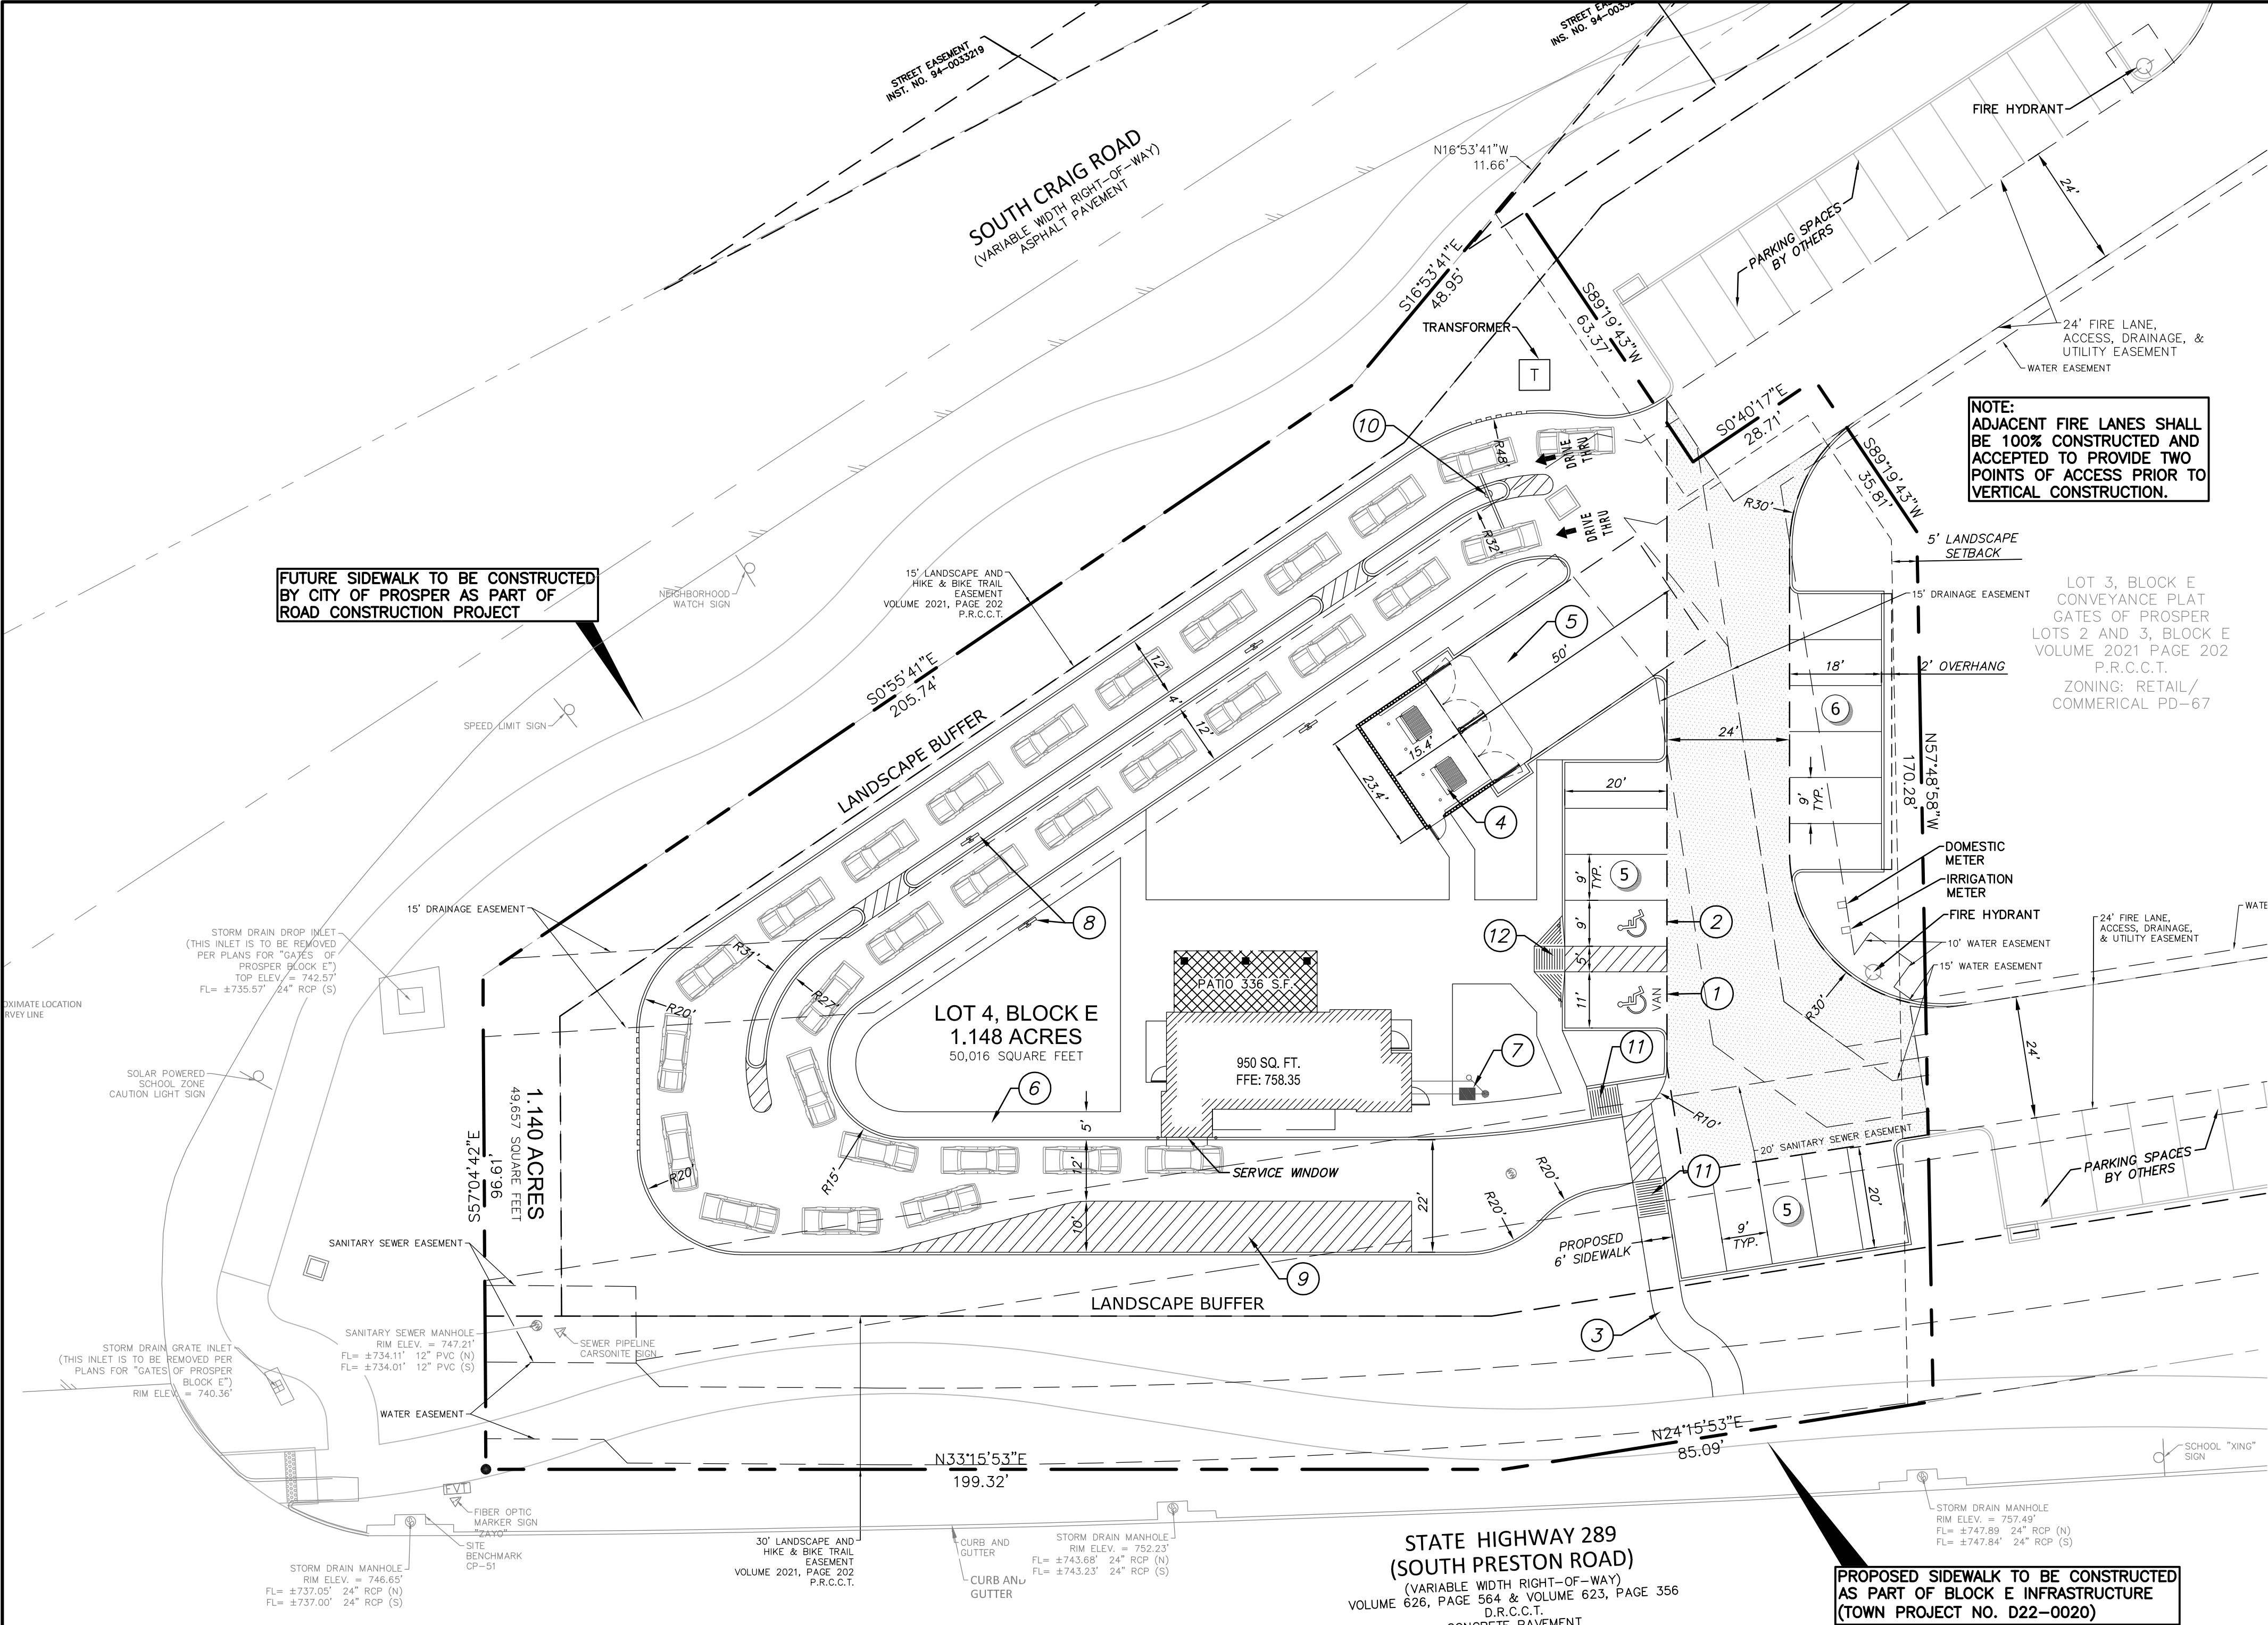 STREET EASEMENT
INST. NO. 94-0033219
SOUTH CRAIG ROAD
(VARIABLE WIDTH RIGHT-OF-WAY)
ASPHALT PAVEMENT
N16°53'41"W
11.66'
FIRE HYDRANT
24'
PARKING SPACES
BY OTHERS
S16°53'41"E
48.95'
S89°19'43"W
63.37'
TRANSFORMER
T
24' FIRE LANE,
ACCESS, DRAINAGE, &
UTILITY EASEMENT
WATER EASEMENT
S0°40'17"E
28.71'
NOTE:
ADJACENT FIRE LANES SHALL
BE 100% CONSTRUCTED AND
ACCEPTED TO PROVIDE TWO
POINTS OF ACCESS PRIOR TO
VERTICAL CONSTRUCTION.
S89°19'43"W
35.81'
10
R48'
DRIVE
THRU
R32'
DRIVE
THRU
R30'
5' LANDSCAPE
SETBACK
FUTURE SIDEWALK TO BE CONSTRUCTED
BY CITY OF PROSPER AS PART OF
ROAD CONSTRUCTION PROJECT
NEIGHBORHOOD
WATCH SIGN
15' LANDSCAPE AND
HIKE & BIKE TRAIL
EASEMENT
VOLUME 2021, PAGE 202
P.R.C.C.T.
15' DRAINAGE EASEMENT
LOT 3, BLOCK E
CONVEYANCE PLAT
GATES OF PROSPER
LOTS 2 AND 3, BLOCK E
VOLUME 2021 PAGE 202
P.R.C.C.T.
ZONING: RETAIL/
COMMERICAL PD-67
5
50'
18'
2' OVERHANG
S0°55'41"E
205.74'
12'
4'
12'
SPEED LIMIT SIGN
LANDSCAPE BUFFER
6
24'
15.4'
23.4'
4
20'
9'
TYP.
N57°48'58"W
170.28'
DOMESTIC
METER
IRRIGATION
METER
FIRE HYDRANT
9'
TYP.
5
9'
2
5'
12
11'
VAN
1
10' WATER EASEMENT
15' WATER EASEMENT
24' FIRE LANE,
ACCESS, DRAINAGE,
& UTILITY EASEMENT
15' DRAINAGE EASEMENT
8
STORM DRAIN DROP INLET
(THIS INLET IS TO BE REMOVED
PER PLANS FOR "GATES OF
PROSPER BLOCK E")
TOP ELEV. = 742.57'
FL= ±735.57' 24" RCP (S)
R31'
R27'
R20'
PATIO 336 S.F.
LOT 4, BLOCK E
1.148 ACRES
50,016 SQUARE FEET
950 SQ. FT.
FFE: 758.35
7
11
R30'
24'
SOLAR POWERED
SCHOOL ZONE
CAUTION LIGHT SIGN
6
5'
1.140 ACRES
49,657 SQUARE FEET
S57°04'42"E
96.61'
R20'
R15'
12'
SERVICE WINDOW
R10'
20' SANITARY SEWER EASEMENT
11
R20'
R20'
22'
10'
9
PROPOSED
6' SIDEWALK
9'
TYP.
5
20'
PARKING SPACES
BY OTHERS
SANITARY SEWER EASEMENT
LANDSCAPE BUFFER
3
SANITARY SEWER MANHOLE
RIM ELEV. = 747.21'
FL= ±734.11' 12" PVC (N)
FL= ±734.01' 12" PVC (S)
SEWER PIPELINE
CARSONITE SIGN
STORM DRAIN GRATE INLET
(THIS INLET IS TO BE REMOVED PER
PLANS FOR "GATES OF PROSPER
BLOCK E")
RIM ELEV. = 740.36'
WATER EASEMENT
N33°15'53"E
199.32'
N24°15'53"E
85.09'
SCHOOL "XING"
SIGN
FVT
FIBER OPTIC
MARKER SIGN
"ZAYO"
SITE
BENCHMARK
CP-51
STORM DRAIN MANHOLE
RIM ELEV. = 746.65'
FL= ±737.05' 24" RCP (N)
FL= ±737.00' 24" RCP (S)
30' LANDSCAPE AND
HIKE & BIKE TRAIL
EASEMENT
VOLUME 2021, PAGE 202
P.R.C.C.T.
CURB AND
GUTTER
CURB AND
GUTTER
STORM DRAIN MANHOLE
RIM ELEV. = 752.23'
FL= ±743.68' 24" RCP (N)
FL= ±743.23' 24" RCP (S)
STATE HIGHWAY 289
(SOUTH PRESTON ROAD)
(VARIABLE WIDTH RIGHT-OF-WAY)
VOLUME 626, PAGE 564 & VOLUME 623, PAGE 356
D.R.C.C.T.
CONCRETE PAVEMENT
STORM DRAIN MANHOLE
RIM ELEV. = 757.49'
FL= ±747.89 24" RCP (N)
FL= ±747.84' 24" RCP (S)
PROPOSED SIDEWALK TO BE CONSTRUCTED
AS PART OF BLOCK E INFRASTRUCTURE
(TOWN PROJECT NO. D22-0020)